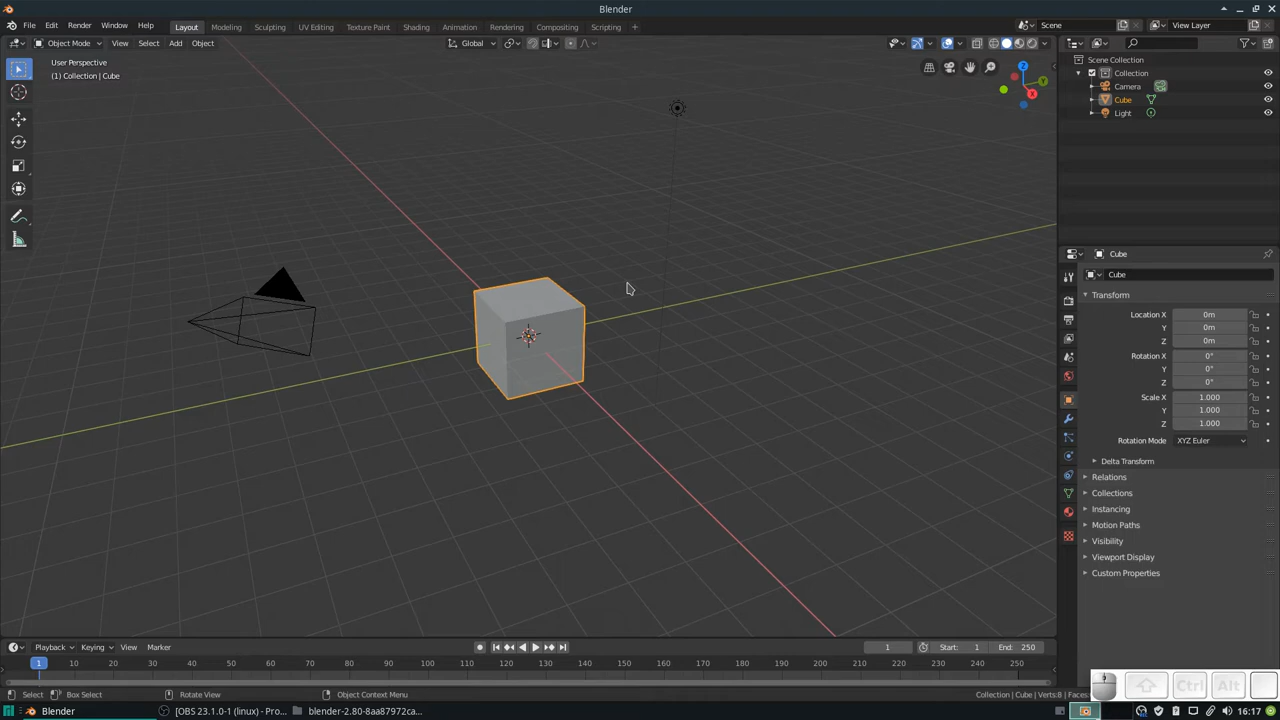 Blender
File Edit Render Window Help Layout Modeling Sculpting UV Editing Texture Paint Shading Animation Rendering Compositing Scripting + Scene View Layer
Object Mode View Select Add Object Global
User Perspective
(1) Collection | Cube
Z
Y
X
Scene Collection
Collection
Camera
Cube
Light
Cube
Cube
Transform
Location X 0m
Y 0m
Z 0m
Rotation X 0°
Y 0°
Z 0°
Scale X 1.000
Y 1.000
Z 1.000
Rotation Mode XYZ Euler
Delta Transform
Relations
Collections
Instancing
Motion Paths
Visibility
Viewport Display
Custom Properties
Playback Keying View Marker 1 Start: 1 End: 250
1 10 20 30 40 50 60 70 80 90 100 110 120 130 140 150 160 170 180 190 200 210 220 230 240 250
Select Box Select Rotate View Object Context Menu Collection | Cube | Verts:8 | Faces:
Ctrl Alt
Blender [OBS 23.1.0-1 (linux) - Pro... blender-2.80-8aa87972ca... 16:17